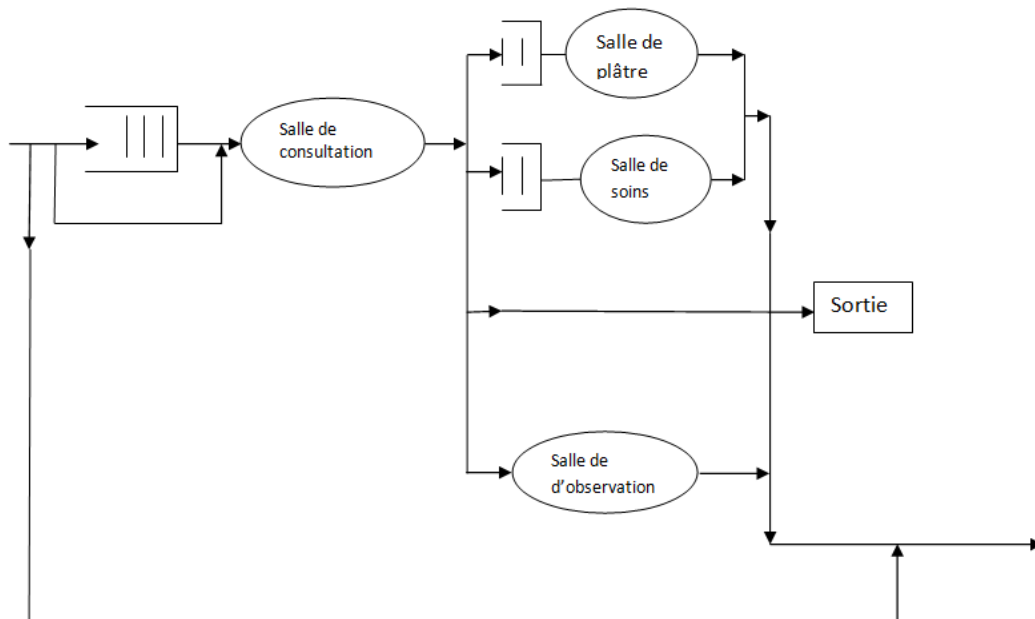 Salle de
plâtre
Salle de
consultation
Salle de
soins
Sortie
Salle de
d'observation